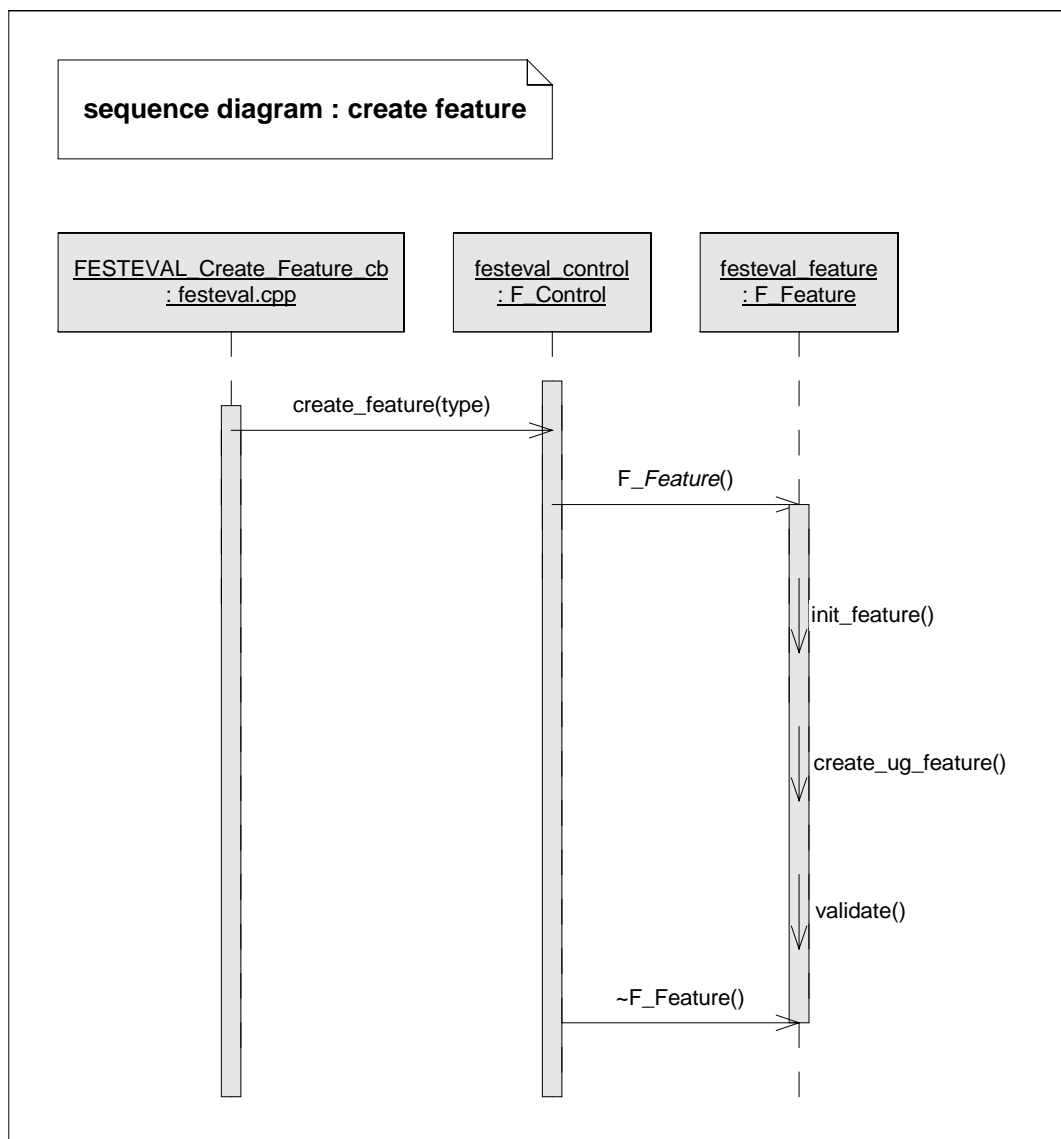 sequence diagram : create feature
FESTEVAL_Create_Feature_cb
: festeval.cpp
festeval_control
: F_Control
festeval_feature
: F_Feature
create_feature(type)
F_Feature()
init_feature()
create_ug_feature()
validate()
~F_Feature()